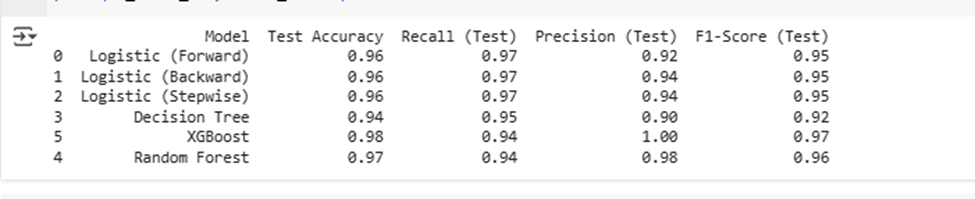 Model Test Accuracy Recall (Test) Precision (Test) F1-Score (Test)
0 Logistic (Forward) 0.96 0.97 0.92 0.95
1 Logistic (Backward) 0.96 0.97 0.94 0.95
2 Logistic (Stepwise) 0.96 0.97 0.94 0.95
3 Decision Tree 0.94 0.95 0.90 0.92
5 XGBoost 0.98 0.94 1.00 0.97
4 Random Forest 0.97 0.94 0.98 0.96